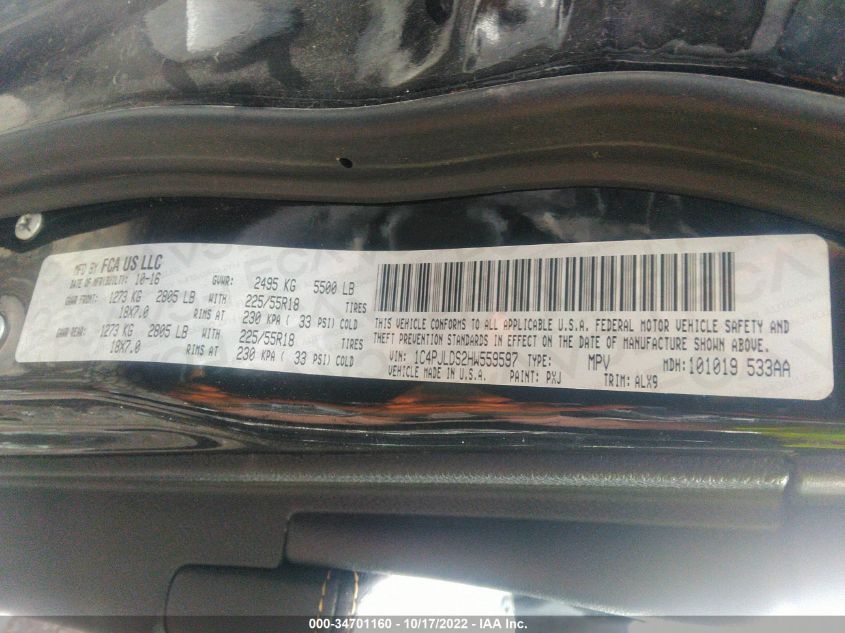 MFD BY FCA US LLC
DATE OF MFR(BUILT): 10-16 GVWR: 2495 KG 5500 LB
GAWR FRONT: 1273 KG 2805 LB WITH 225/55R18 TIRES
18X7.0 RIMS AT 230 KPA ( 33 PSI) COLD
GAWR REAR: 1273 KG 2805 LB WITH 225/55R18 TIRES
18X7.0 RIMS AT 230 KPA ( 33 PSI) COLD
THIS VEHICLE CONFORMS TO ALL APPLICABLE U.S.A. FEDERAL MOTOR VEHICLE SAFETY AND
THEFT PREVENTION STANDARDS IN EFFECT ON THE DATE OF MANUFACTURE SHOWN ABOVE.
VIN: 1C4PJLDS2HW559597 TYPE: MPV MDH: 101019 533AA
VEHICLE MADE IN U.S.A. PAINT: PXJ TRIM: ALX9
000-34701160 - 10/17/2022 - IAA Inc.